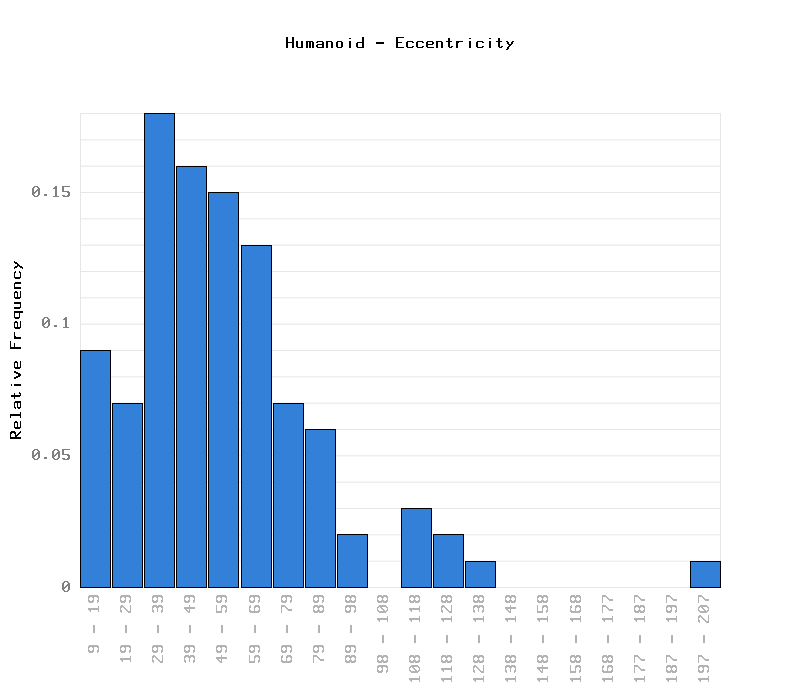 Humanoid - Eccentricity
Relative Frequency
0.15
0.1
0.05
0
9 - 19
19 - 29
29 - 39
39 - 49
49 - 59
59 - 69
69 - 79
79 - 89
89 - 98
98 - 108
108 - 118
118 - 128
128 - 138
138 - 148
148 - 158
158 - 168
168 - 177
177 - 187
187 - 197
197 - 207